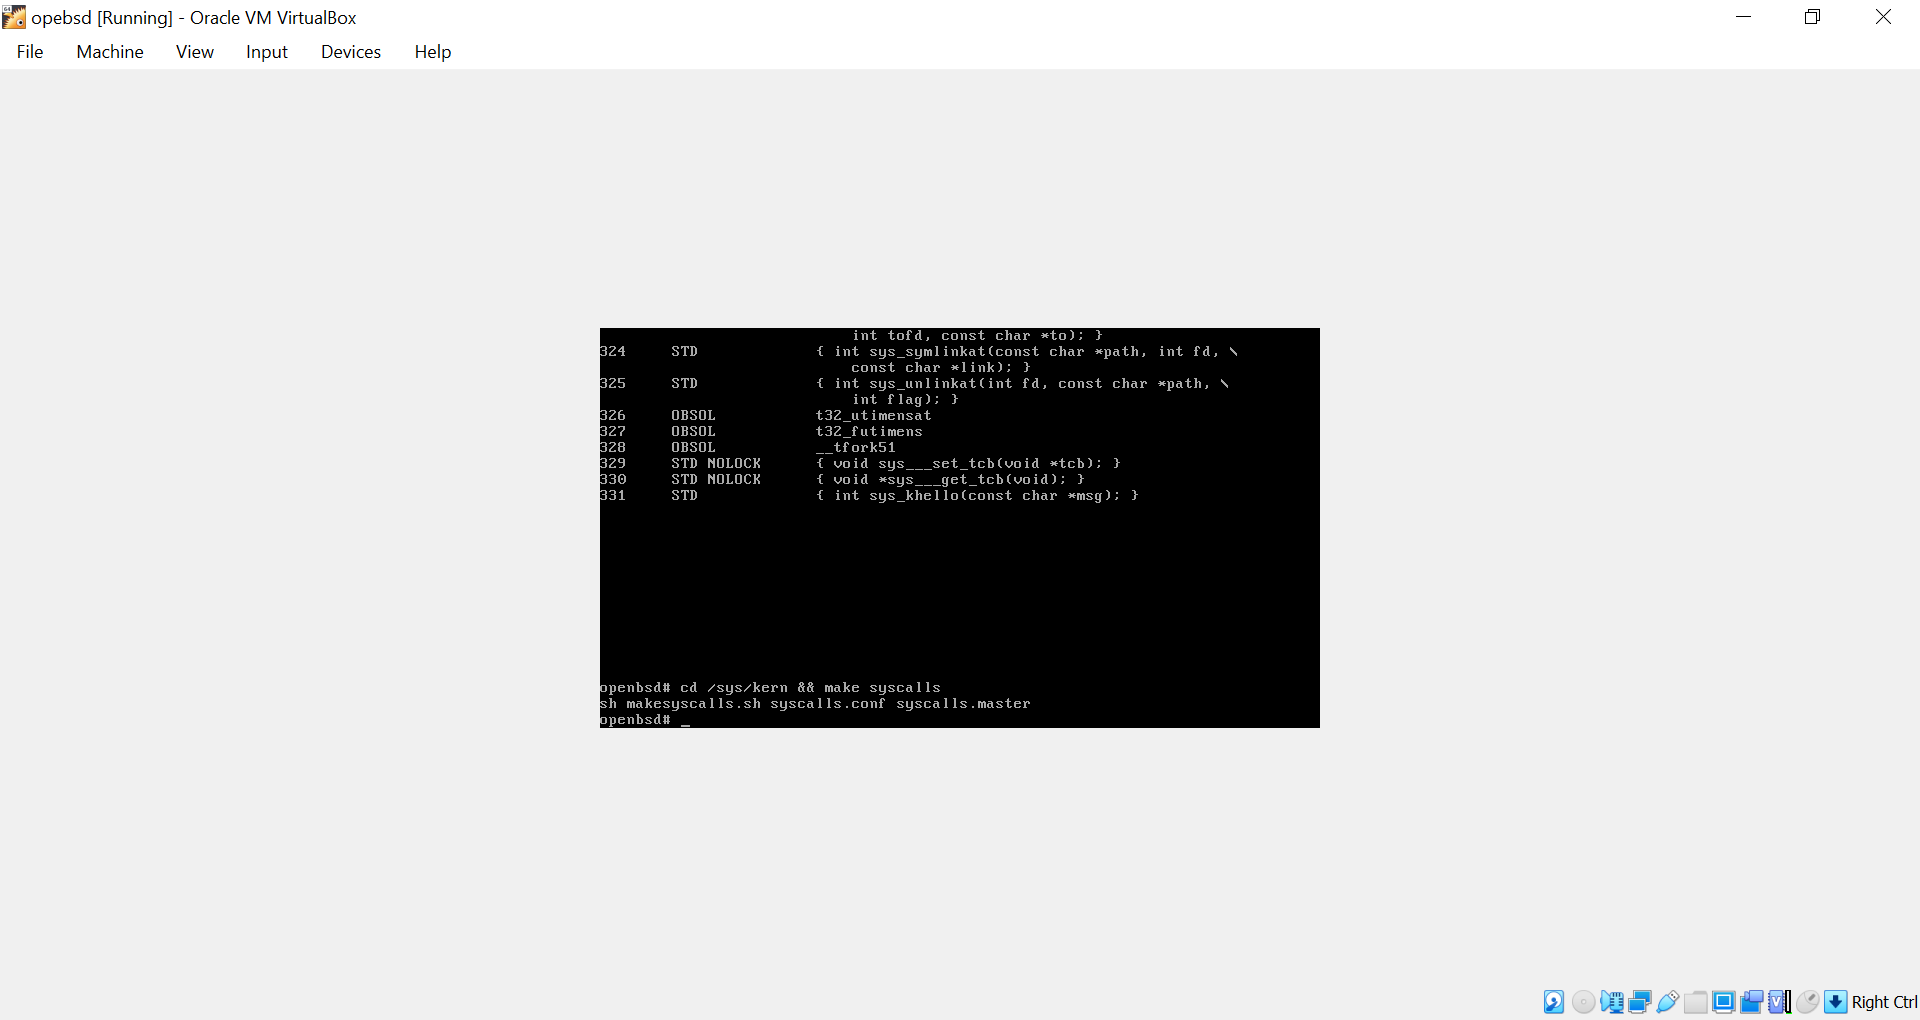 opebsd [Running] - Oracle VM VirtualBox
File Machine View Input Devices Help
int tofd, const char *to); }
324 STD { int sys_symlinkat(const char *path, int fd, \
const char *link); }
325 STD { int sys_unlinkat(int fd, const char *path, \
int flag); }
326 OBSOL t32_utimensat
327 OBSOL t32_futimens
328 OBSOL __tfork51
329 STD NOLOCK { void sys___set_tcb(void *tcb); }
330 STD NOLOCK { void *sys___get_tcb(void); }
331 STD { int sys_khello(const char *msg); }
openbsd# cd /sys/kern && make syscalls
sh makesyscalls.sh syscalls.conf syscalls.master
openbsd# _
Right Ctrl